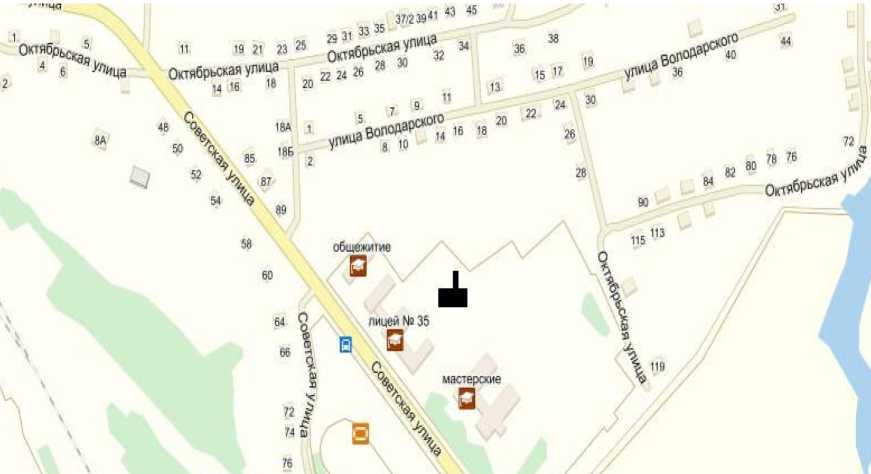 улица
37/2 39 41 43 45
29 31 33 35
1 5 11 19 21 23 25
Октябрьская улица
34 36 38
Октябрьская улица
4 6
Октябрьская улица
2 14 16 18 20 22 24 26 28 30 32
31
улица Володарского
44
40
36
19
15 17
13
11
9
7
5
24 30
22
20
18
16
14
улица Володарского
8 10
18А 1
18Б 2
26
28
8А
48
50
52
54
Советская улица
85
87
89
58
60
72
76
78
80
82
84
Октябрьская улица
90
115 113
Октябрьская улица
119
общежитие
лицей № 35
мастерские
64
66
Советская улица
Советская улица
72
74
76